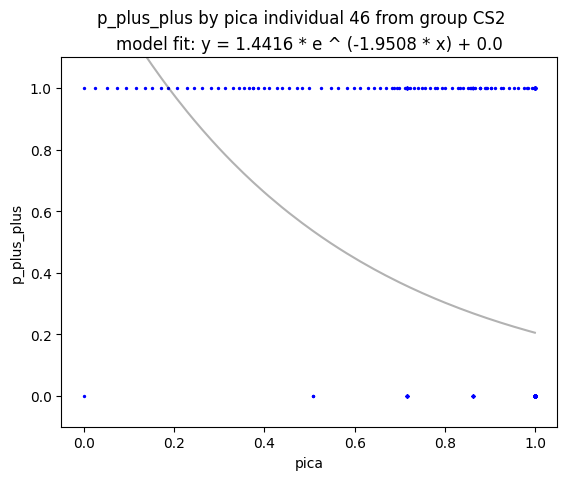 p_plus_plus by pica individual 46 from group CS2
model fit: y = 1.4416 * e ^ (-1.9508 * x) + 0.0
1.0
0.8
0.6
0.4
0.2
0.0
p_plus_plus
0.0 0.2 0.4 0.6 0.8 1.0
pica